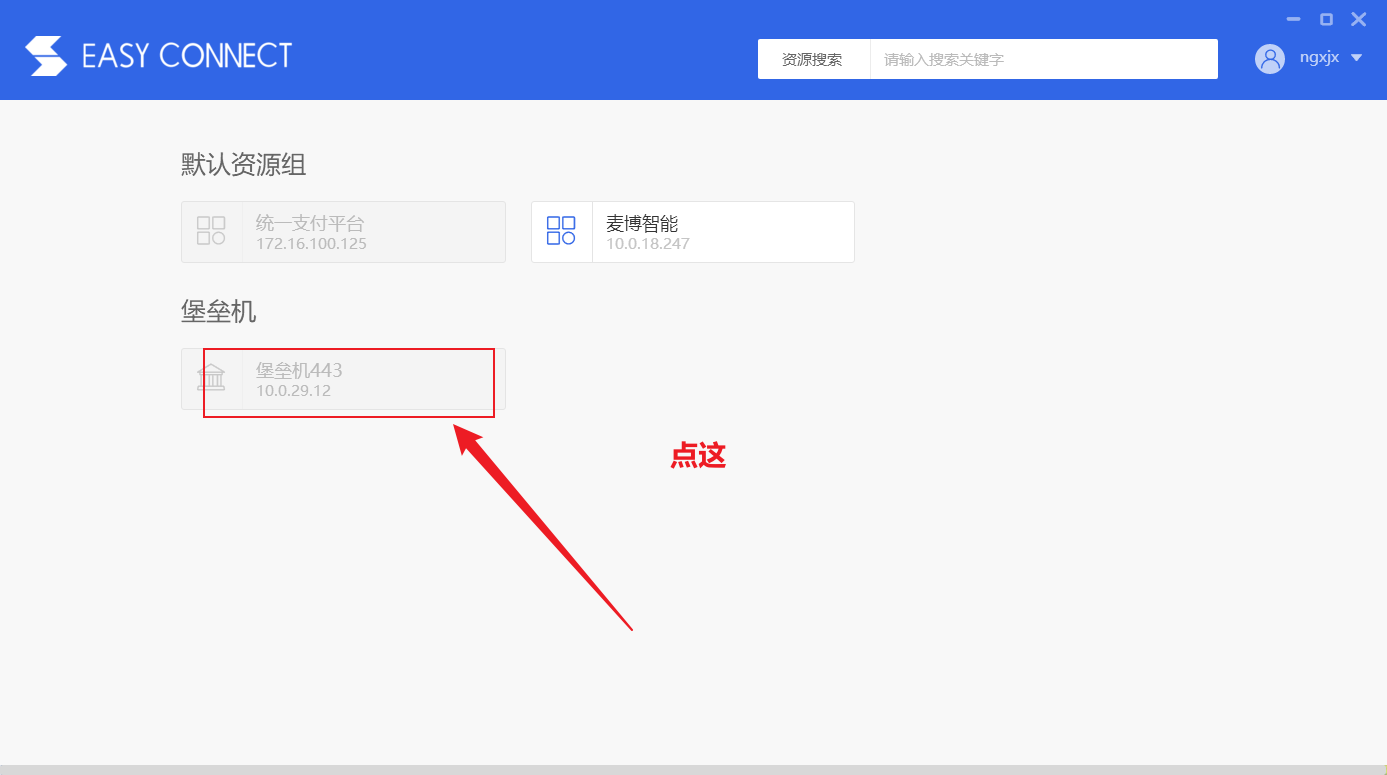 EASY CONNECT
资源搜索
请输入搜索关键字
ngxjx
默认资源组
统一支付平台
172.16.100.125
麦博智能
10.0.18.247
堡垒机
堡垒机443
10.0.29.12
点这